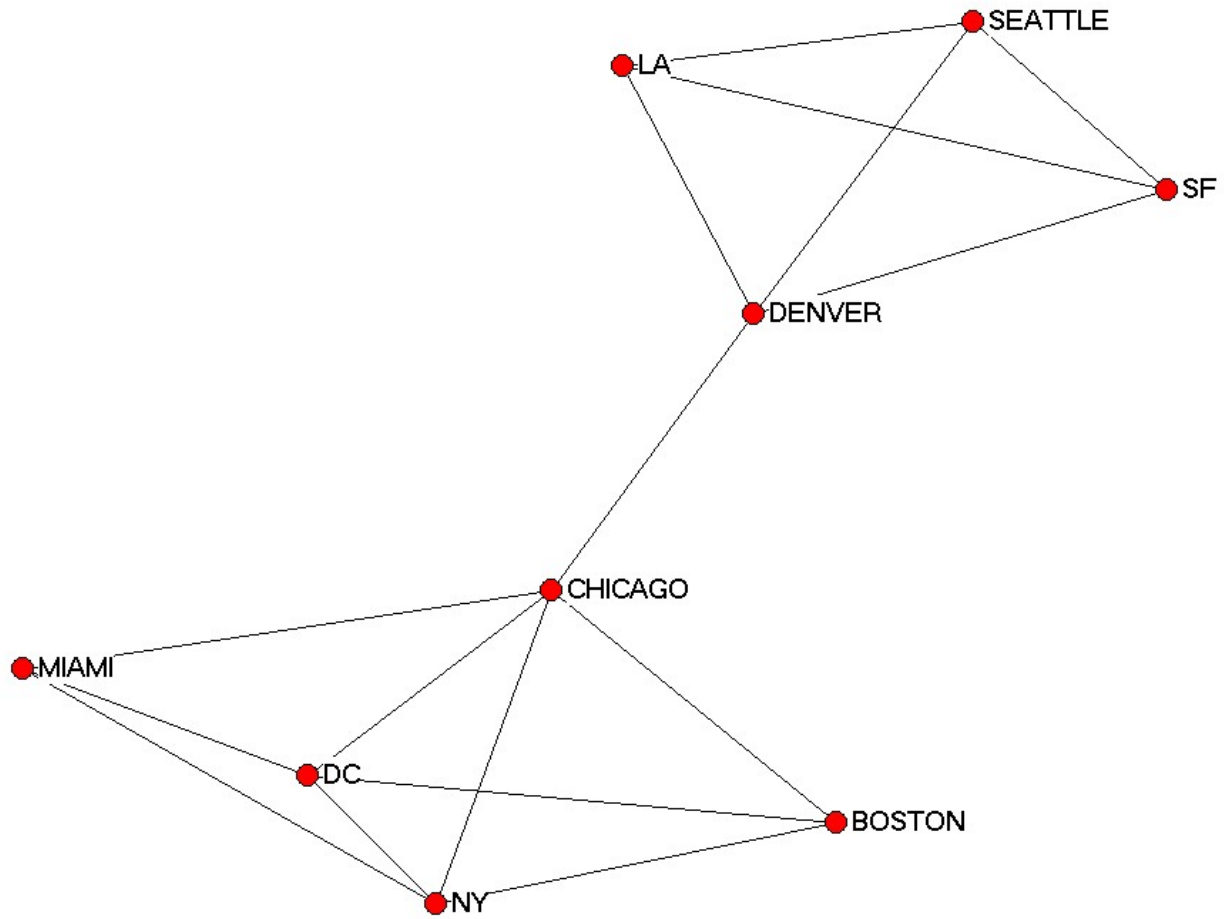 SEATTLE
LA
SF
DENVER
CHICAGO
MIAMI
DC
BOSTON
NY